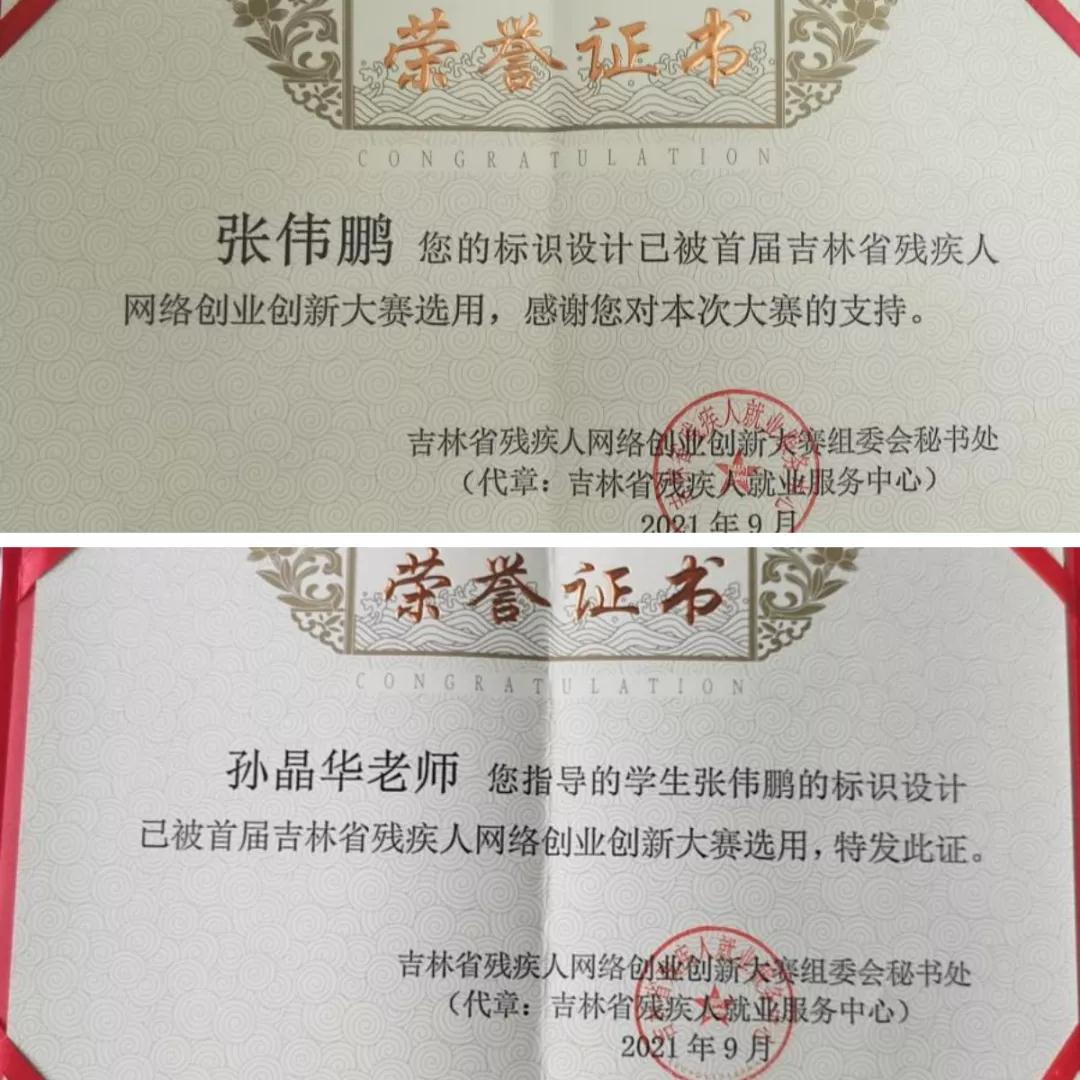 荣誉证书
CONGRATULATION
张伟鹏 您的标识设计已被首届吉林省残疾人
网络创业创新大赛选用，感谢您对本次大赛的支持。
吉林省残疾人网络创业创新大赛组委会秘书处
（代章：吉林省残疾人就业服务中心）
2021年9月
荣誉证书
CONGRATULATION
孙晶华老师 您指导的学生张伟鹏的标识设计
已被首届吉林省残疾人网络创业创新大赛选用，特发此证。
吉林省残疾人网络创业创新大赛组委会秘书处
（代章：吉林省残疾人就业服务中心）
2021年9月